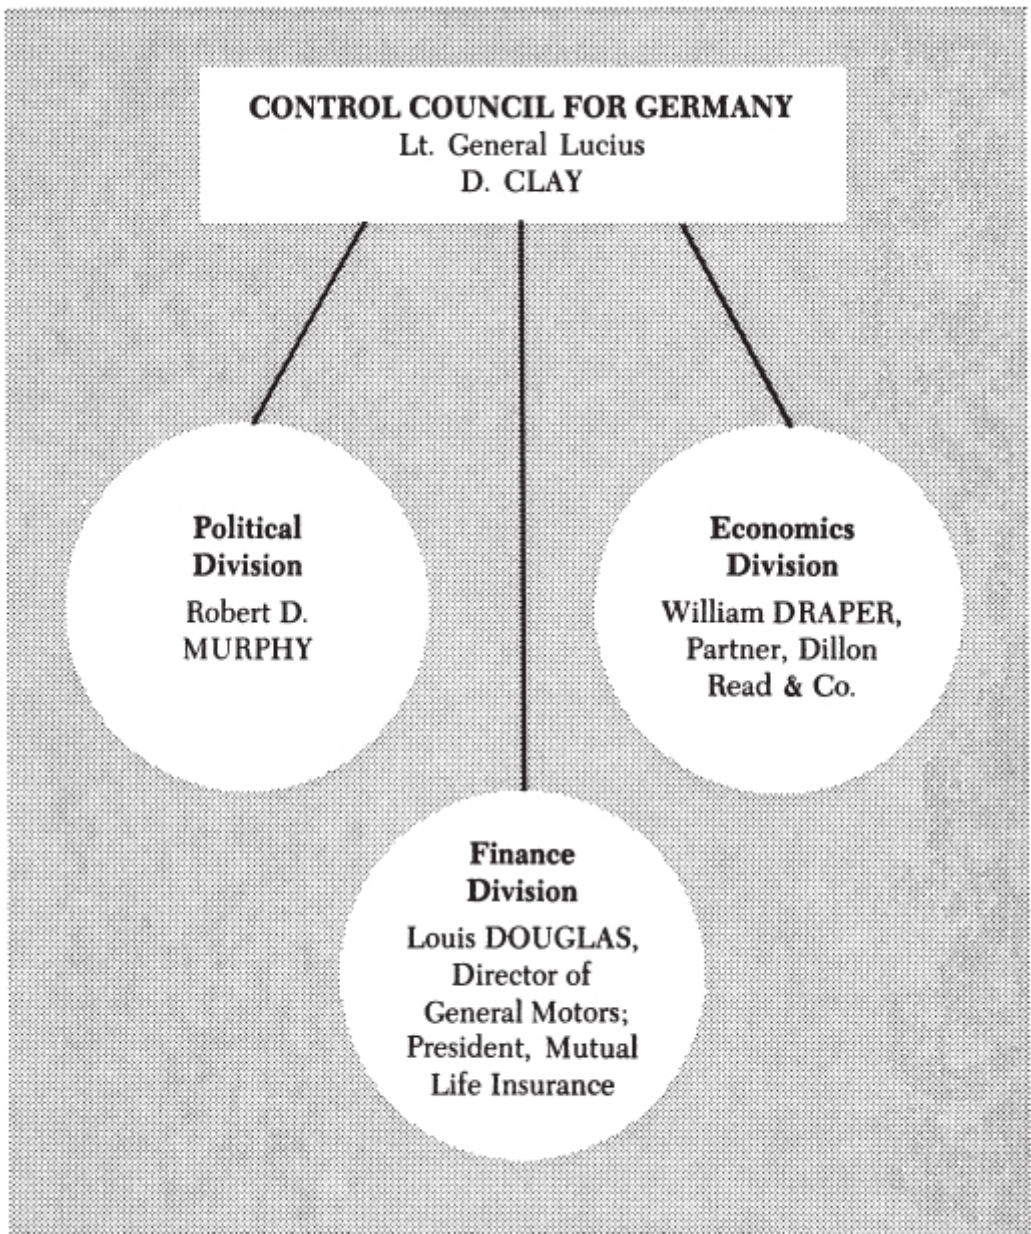 CONTROL COUNCIL FOR GERMANY
Lt. General Lucius
D. CLAY
Political
Division
Robert D.
MURPHY
Economics
Division
William DRAPER,
Partner, Dillon
Read & Co.
Finance
Division
Louis DOUGLAS,
Director of
General Motors;
President, Mutual
Life Insurance